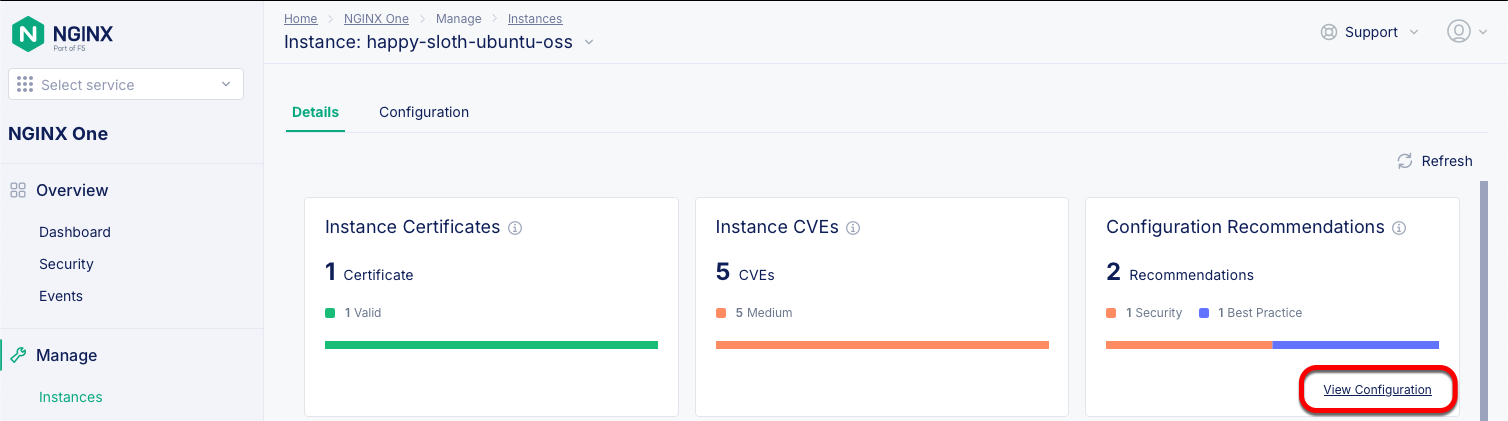 NGINX
Part of F5
Select service
NGINX One
Overview
Dashboard
Security
Events
Manage
Instances
Home NGINX One Manage Instances
Instance: happy-sloth-ubuntu-oss
Support
Details Configuration
Refresh
Instance Certificates
1 Certificate
1 Valid
Instance CVEs
5 CVEs
5 Medium
Configuration Recommendations
2 Recommendations
1 Security 1 Best Practice
View Configuration